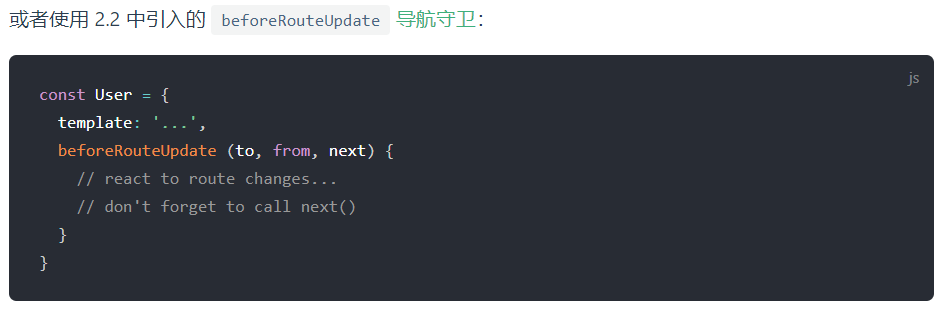 或者使用 2.2 中引入的 beforeRouteUpdate 导航守卫：
js
const User = {
  template: '...',
  beforeRouteUpdate (to, from, next) {
    // react to route changes...
    // don't forget to call next()
  }
}